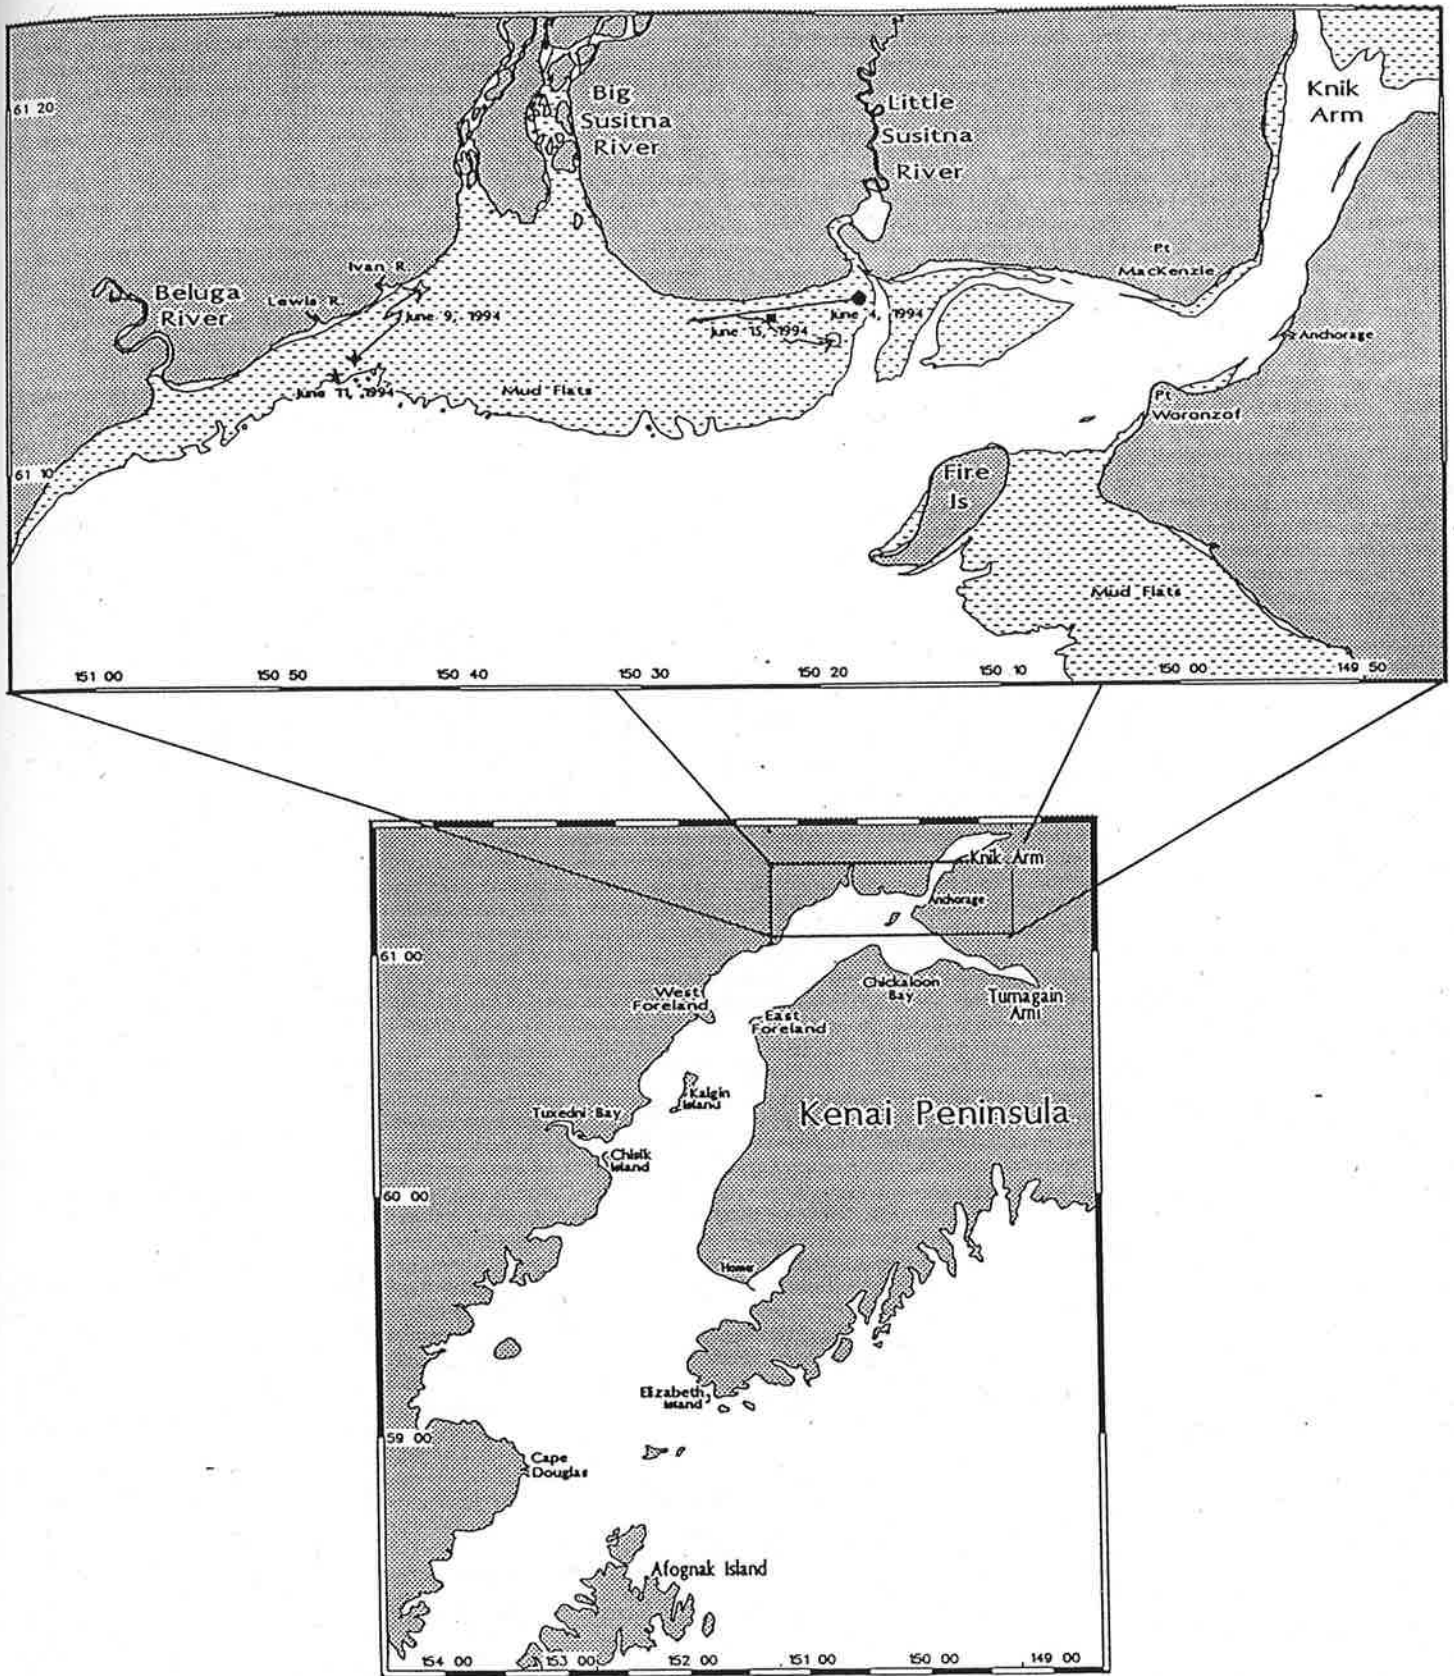 61 20
Big
Susitna
River
Little
Susitna
River
Knik
Arm
Pt
MacKenzie
Ivan R.
Lewis R.
Beluga
River
June 9, 1994
June 4, 1994
June 15, 1994
June 11, 1994
Mud Flats
Anchorage
Pt
Woronzof
61 10
Fire
Is
Mud Flats
151 00
150 50
150 40
150 30
150 20
150 10
150 00
149 50
Knik Arm
Anchorage
61 00
West
Foreland
East
Foreland
Chickaloon
Bay
Turnagain
Arm
Kalgin
Island
Tuxedni Bay
Chisik
Island
Kenai Peninsula
60 00
Homer
Elizabeth
Island
59 00
Cape
Douglas
Afognak Island
154 00
153 00
152 00
151 00
150 00
149 00